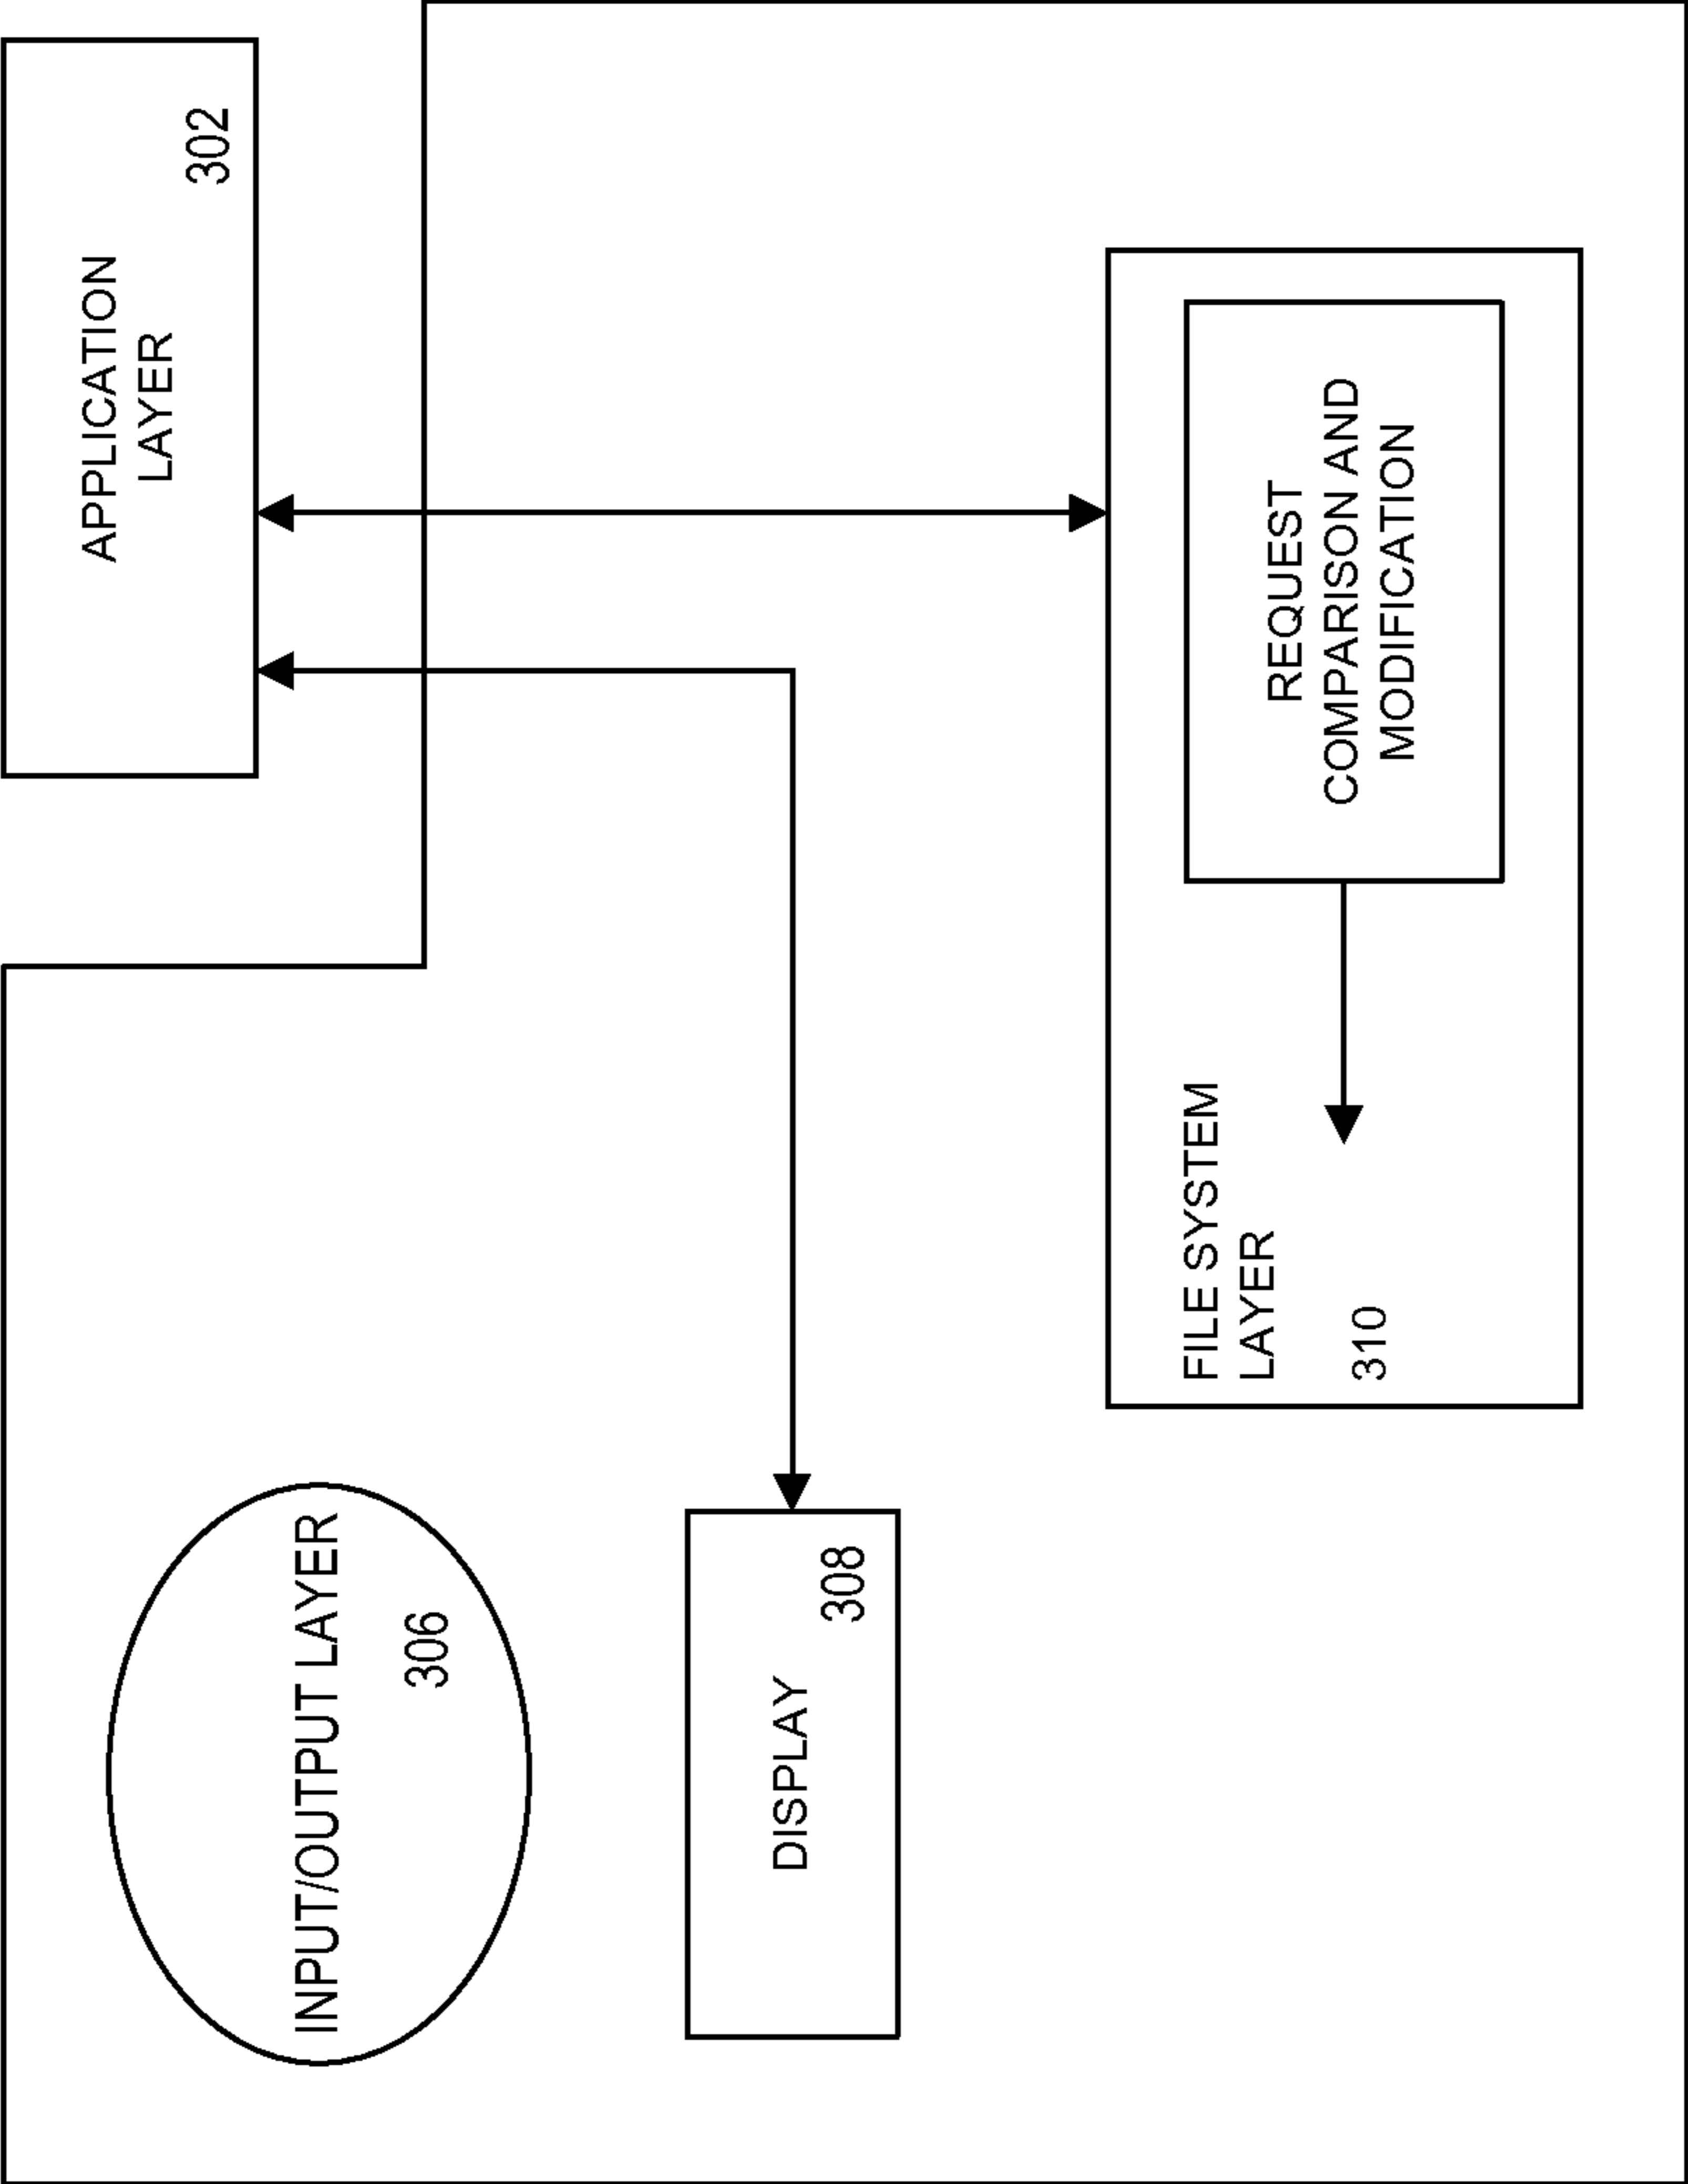 INPUT/OUTPUT LAYER
306
APPLICATION
LAYER
302
DISPLAY
308
FILE SYSTEM
LAYER
310
REQUEST
COMPARISON AND
MODIFICATION